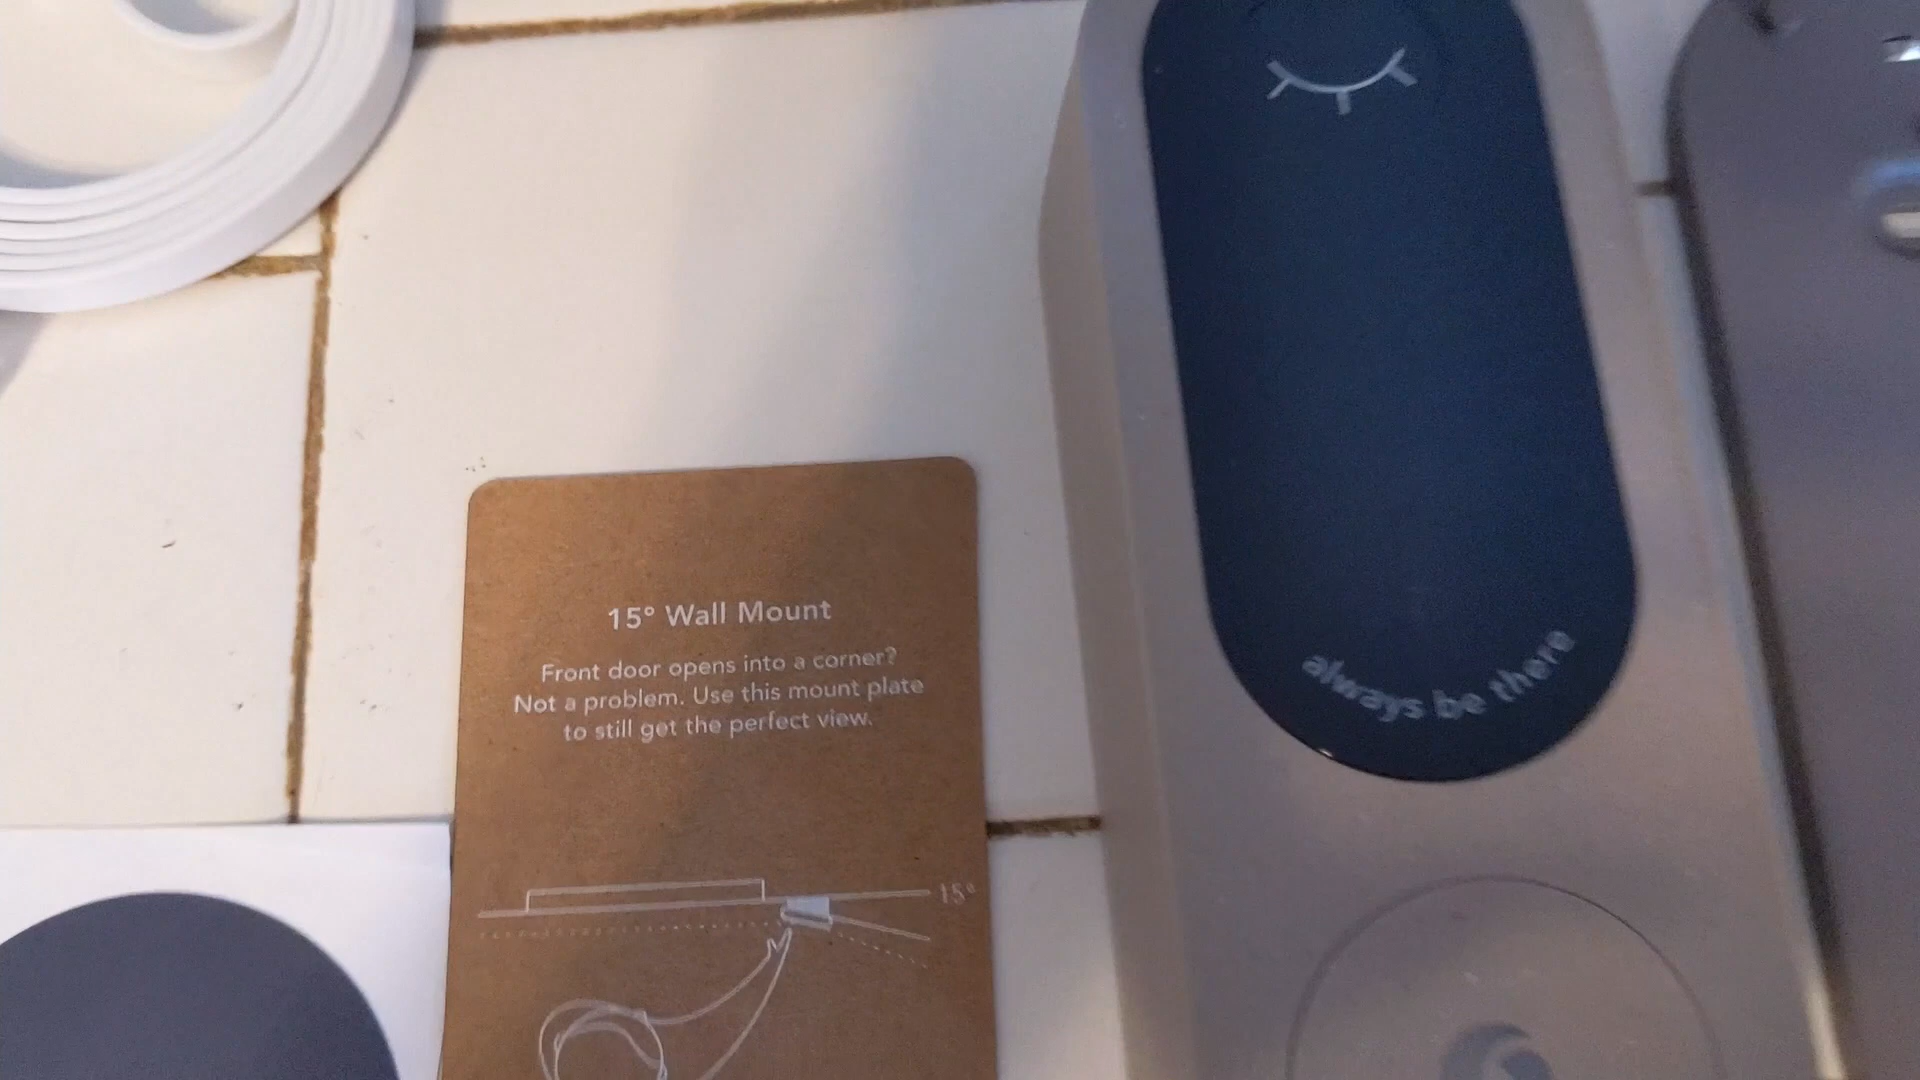 always be there
15° Wall Mount
Front door opens into a corner?
Not a problem. Use this mount plate
to still get the perfect view.
15°